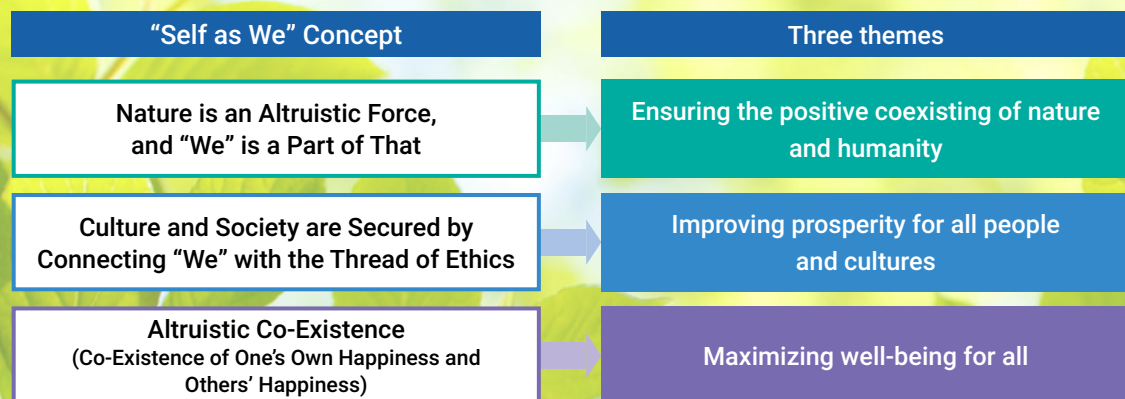 “Self as We” Concept
Three themes
Nature is an Altruistic Force,
and “We” is a Part of That
Ensuring the positive coexisting of nature
and humanity
Culture and Society are Secured by
Connecting “We” with the Thread of Ethics
Improving prosperity for all people
and cultures
Altruistic Co-Existence
(Co-Existence of One’s Own Happiness and
Others’ Happiness)
Maximizing well-being for all